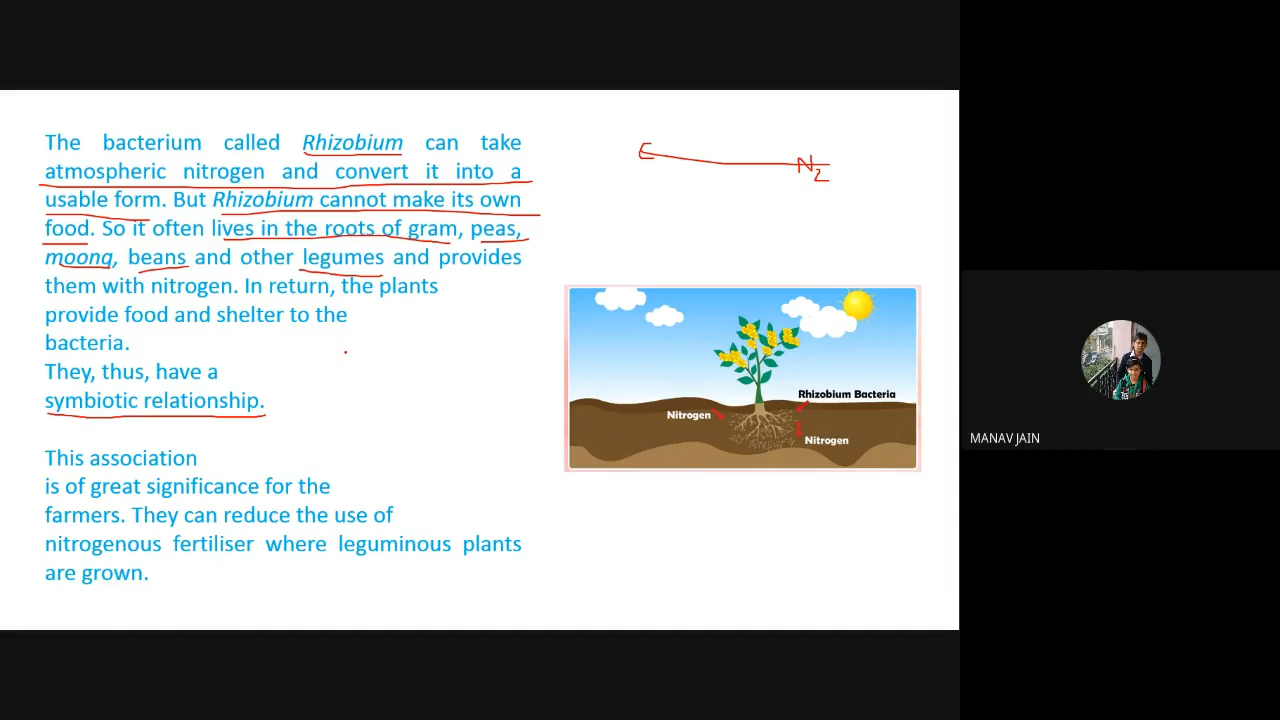 The bacterium called Rhizobium can take
atmospheric nitrogen and convert it into a
usable form. But Rhizobium cannot make its own
food. So it often lives in the roots of gram, peas,
moong, beans and other legumes and provides
them with nitrogen. In return, the plants
provide food and shelter to the
bacteria.
They, thus, have a
symbiotic relationship.
This association
is of great significance for the
farmers. They can reduce the use of
nitrogenous fertiliser where leguminous plants
are grown.
N2
Rhizobium Bacteria
Nitrogen
Nitrogen
MANAV JAIN